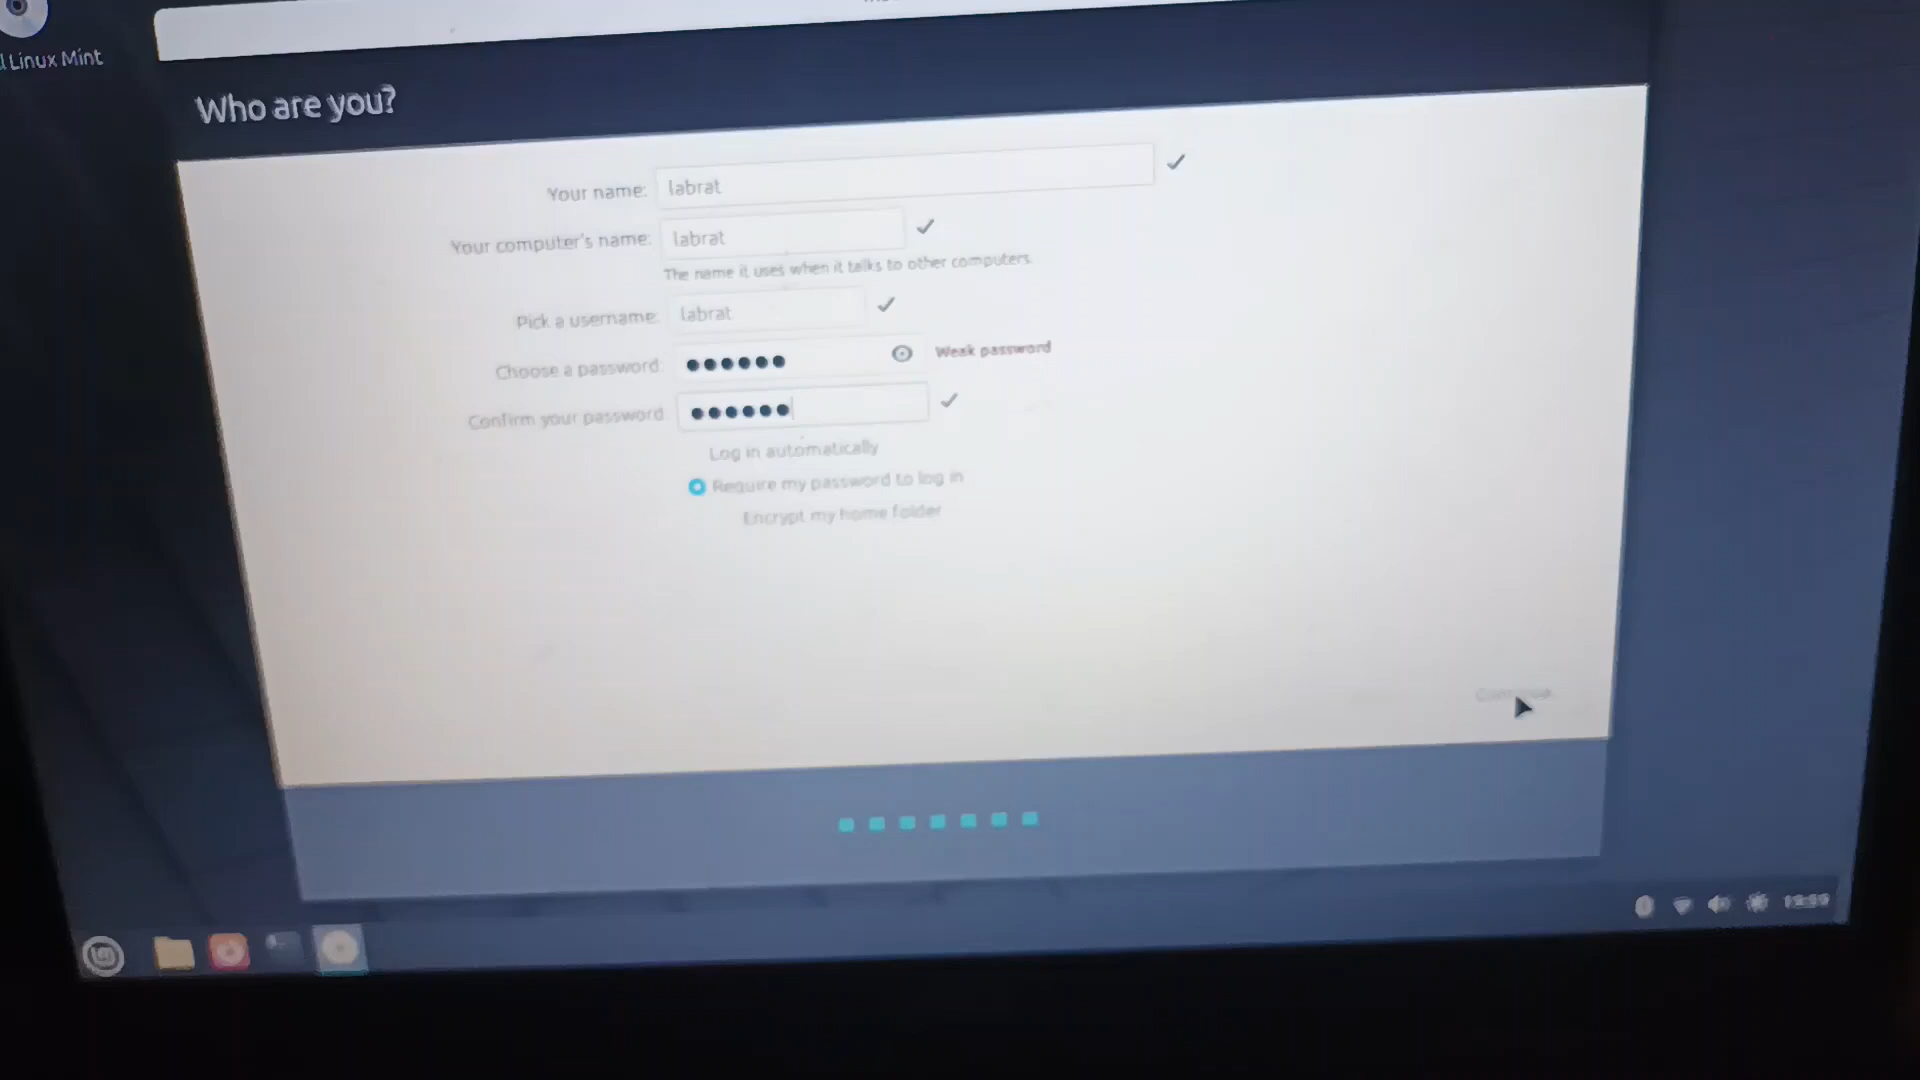 Linux Mint
Who are you?
Your name: labrat
Your computer's name: labrat
The name it uses when it talks to other computers.
Pick a username: labrat
Choose a password: ●●●●●● Weak password
Confirm your password: ●●●●●●
Log in automatically
Require my password to log in
Encrypt my home folder
Continue